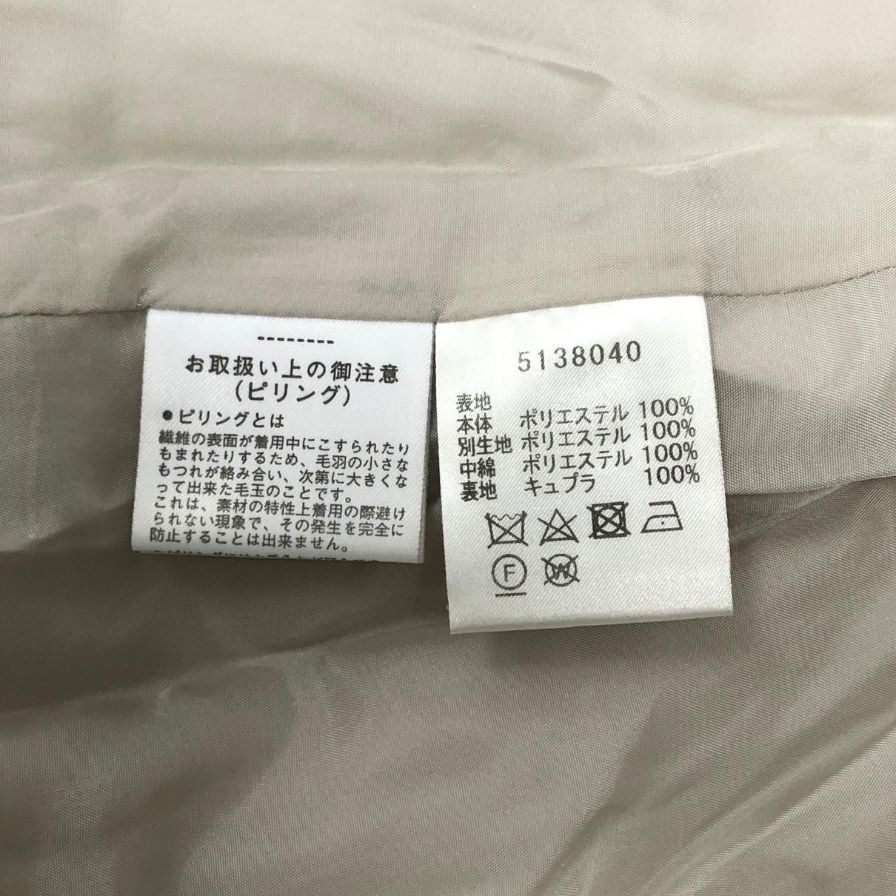 --------
お取扱い上の御注意
(ピリング)
●ピリングとは
繊維の表面が着用中にこすられたり
もまれたりするため、毛羽の小さな
もつれが絡み合い、次第に大きくな
って出来た毛玉のことです。
これは、素材の特性上着用の際避け
られない現象で、その発生を完全に
防止することは出来ません。
5138040
表地
本体 ポリエステル 100%
別生地 ポリエステル 100%
中綿 ポリエステル 100%
裏地 キュプラ 100%
F
W